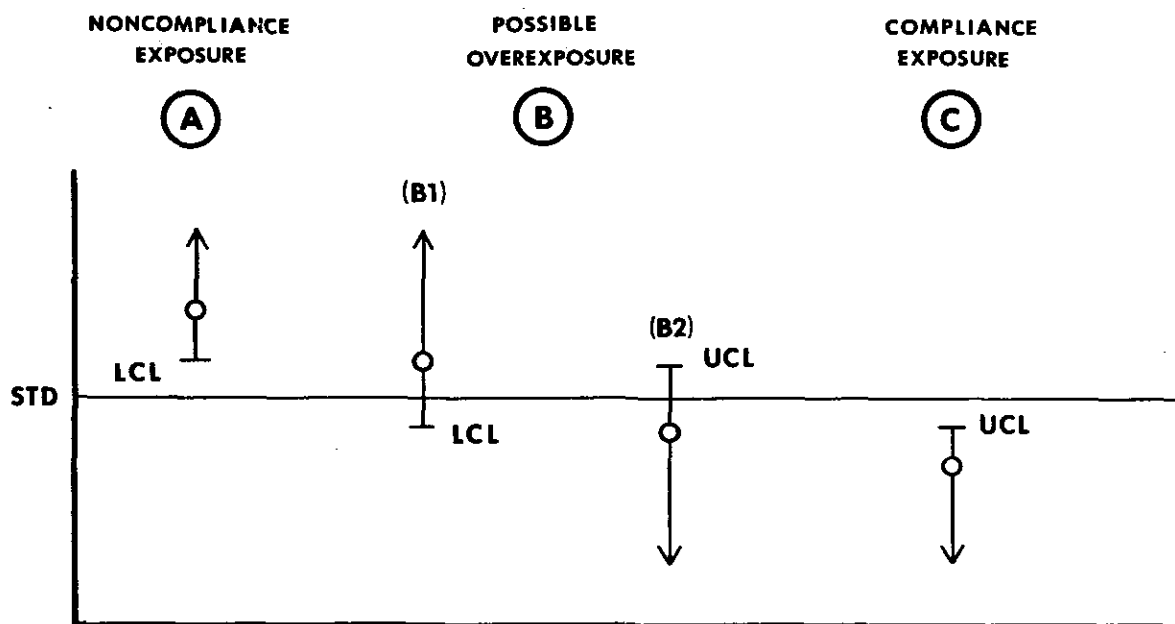 NONCOMPLIANCE
EXPOSURE
A
POSSIBLE
OVEREXPOSURE
B
COMPLIANCE
EXPOSURE
C
(B1)
(B2)
LCL
UCL
STD
LCL
UCL